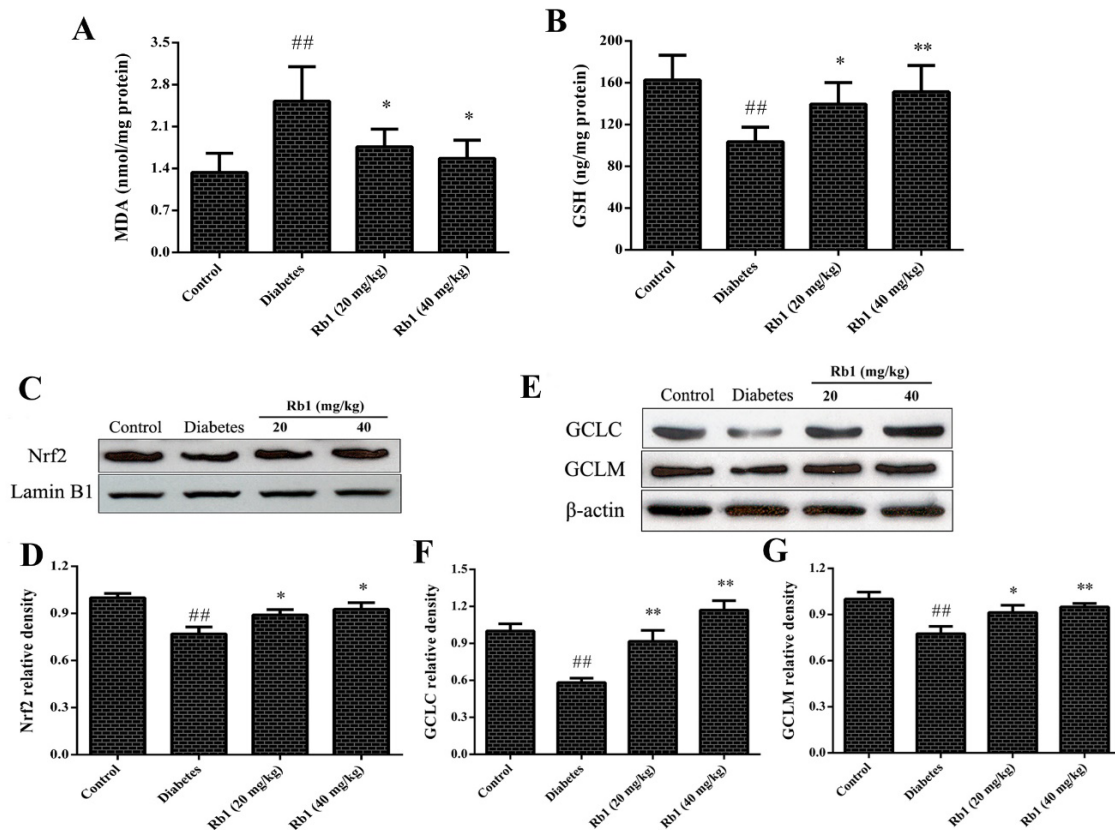 A
MDA (nmol/mg protein)
3.5
2.8
2.1
1.4
0.7
0.0
##
*
*
Control
Diabetes
Rb1 (20 mg/kg)
Rb1 (40 mg/kg)
B
GSH (ng/mg protein)
200
160
120
80
40
0
##
*
**
Control
Diabetes
Rb1 (20 mg/kg)
Rb1 (40 mg/kg)
C
Rb1 (mg/kg)
Control Diabetes 20 40
Nrf2
Lamin B1
E
Rb1 (mg/kg)
Control Diabetes 20 40
GCLC
GCLM
β-actin
D
Nrf2 relative density
1.2
0.9
0.6
0.3
0.0
##
*
*
Control
Diabetes
Rb1 (20 mg/kg)
Rb1 (40 mg/kg)
F
GCLC relative density
1.5
1.2
0.9
0.6
0.3
0.0
##
**
**
Control
Diabetes
Rb1 (20 mg/kg)
Rb1 (40 mg/kg)
G
GCLM relative density
1.2
0.9
0.6
0.3
0.0
##
*
**
Control
Diabetes
Rb1 (20 mg/kg)
Rb1 (40 mg/kg)